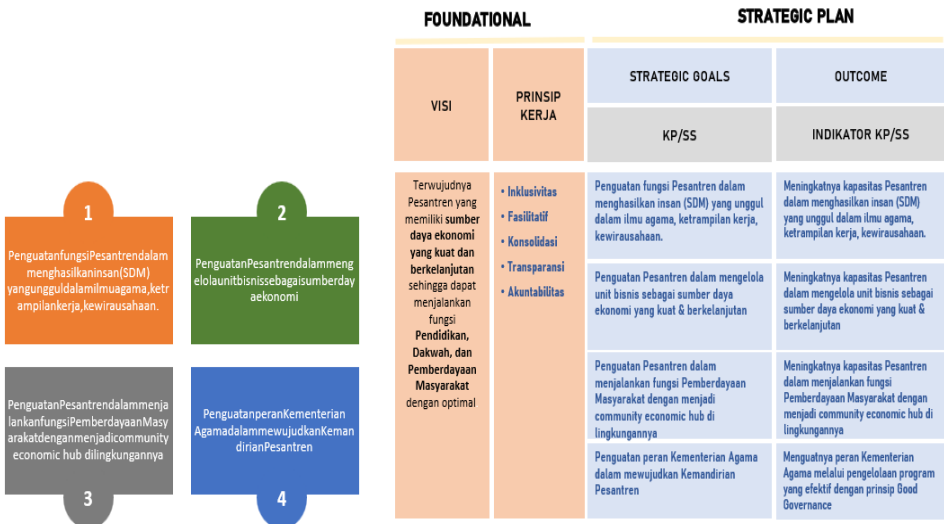 1
PenguatanfungsiPesantrendalam
menghasilkaninsan(SDM)
yangungguldalamilmuagama,ketr
ampilankerja,kewirausahaan.
2
PenguatanPesantrendalammeng
elolaunitbisnissebagaisumberday
aekonomi
PenguatanPesantrendalammenja
lankanfungsiPemberdayaanMasy
arakatdenganmenjadicommunity
economic hub dilingkungannya
3
PenguatanperanKementerian
AgamadalammewujudkanKeman
dirianPesantren
4
FOUNDATIONAL
STRATEGIC PLAN
VISI
PRINSIP
KERJA
STRATEGIC GOALS
OUTCOME
KP/SS
INDIKATOR KP/SS
Terwujudnya
Pesantren yang
memiliki sumber
daya ekonomi
yang kuat dan
berkelanjutan
sehingga dapat
menjalankan
fungsi
Pendidikan,
Dakwah, dan
Pemberdayaan
Masyarakat
dengan optimal
• Inklusivitas
• Fasilitatif
• Konsolidasi
• Transparansi
• Akuntabilitas
Penguatan fungsi Pesantren dalam
menghasilkan insan (SDM) yang unggul
dalam ilmu agama, ketrampilan kerja,
kewirausahaan.
Meningkatnya kapasitas Pesantren
dalam menghasilkan insan (SDM)
yang unggul dalam ilmu agama,
ketrampilan kerja, kewirausahaan.
Penguatan Pesantren dalam mengelola
unit bisnis sebagai sumber daya
ekonomi yang kuat & berkelanjutan
Meningkatnya kapasitas Pesantren
dalam mengelola unit bisnis sebagai
sumber daya ekonomi yang kuat &
berkelanjutan
Penguatan Pesantren dalam
menjalankan fungsi Pemberdayaan
Masyarakat dengan menjadi
community economic hub di
lingkungannya
Meningkatnya kapasitas Pesantren
dalam menjalankan fungsi
Pemberdayaan Masyarakat dengan
menjadi community economic hub di
lingkungannya
Penguatan peran Kementerian Agama
dalam mewujudkan Kemandirian
Pesantren
Menguatnya peran Kementerian
Agama melalui pengelolaan program
yang efektif dengan prinsip Good
Governance